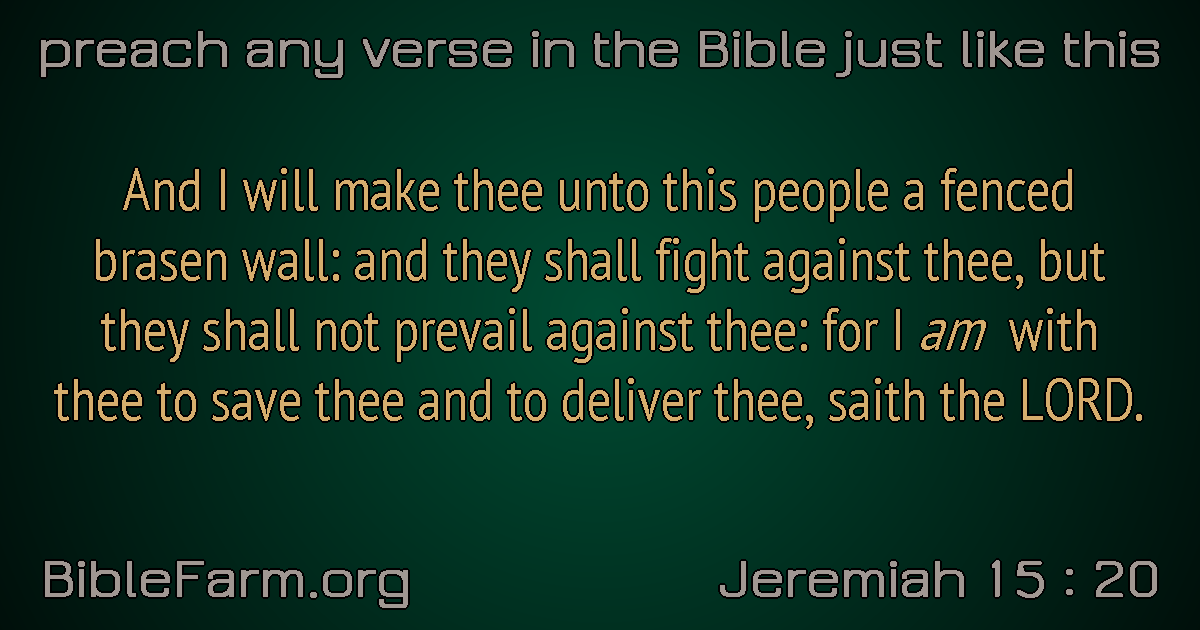 preach any verse in the Bible just like this
And I will make thee unto this people a fenced
brasen wall: and they shall fight against thee, but
they shall not prevail against thee: for I am with
thee to save thee and to deliver thee, saith the LORD.
BibleFarm.org
Jeremiah 15 : 20